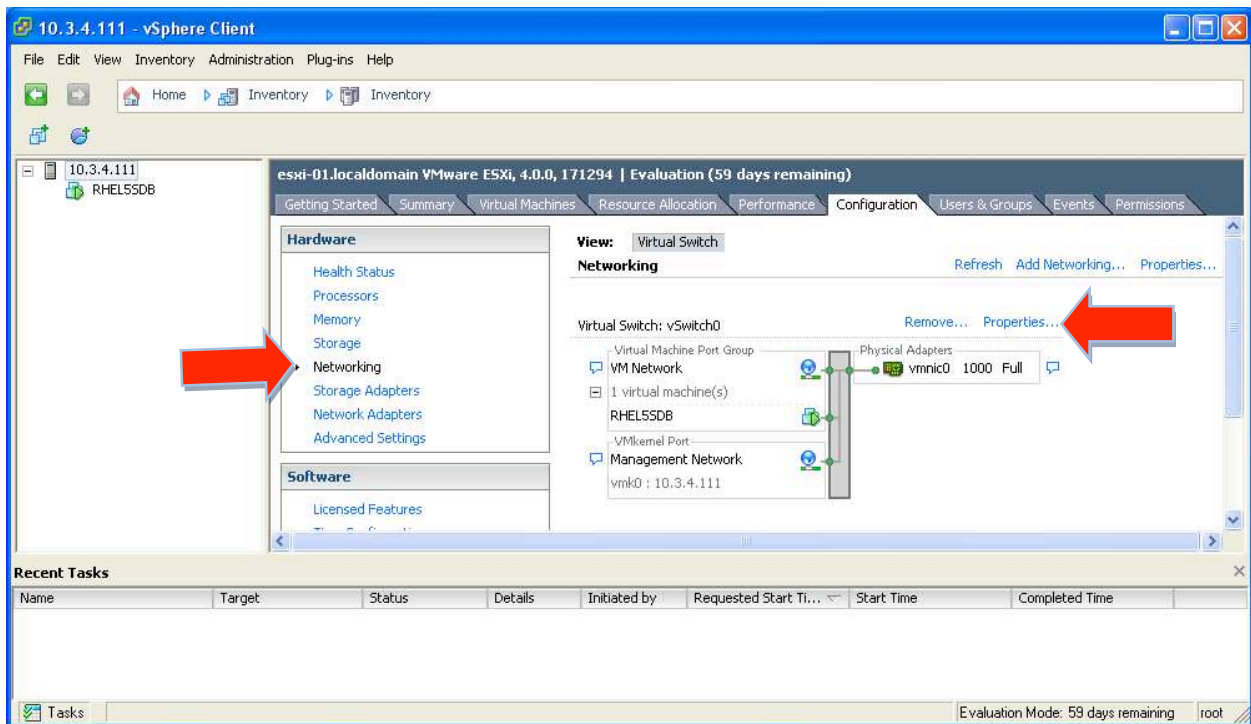 10.3.4.111 - vSphere Client
File Edit View Inventory Administration Plug-ins Help
Home Inventory Inventory
10.3.4.111
RHEL5SDB
esxi-01.localdomain VMware ESXi, 4.0.0, 171294 | Evaluation (59 days remaining)
Getting Started Summary Virtual Machines Resource Allocation Performance Configuration Users & Groups Events Permissions
Hardware
Health Status
Processors
Memory
Storage
Networking
Storage Adapters
Network Adapters
Advanced Settings
Software
Licensed Features
View: Virtual Switch
Networking
Refresh Add Networking... Properties...
Virtual Switch: vSwitch0
Remove... Properties...
Virtual Machine Port Group
VM Network
1 virtual machine(s)
RHEL5SDB
VMkernel Port
Management Network
vmk0 : 10.3.4.111
Physical Adapters
vmnic0 1000 Full
Recent Tasks
Name Target Status Details Initiated by Requested Start Ti... Start Time Completed Time
Tasks
Evaluation Mode: 59 days remaining root